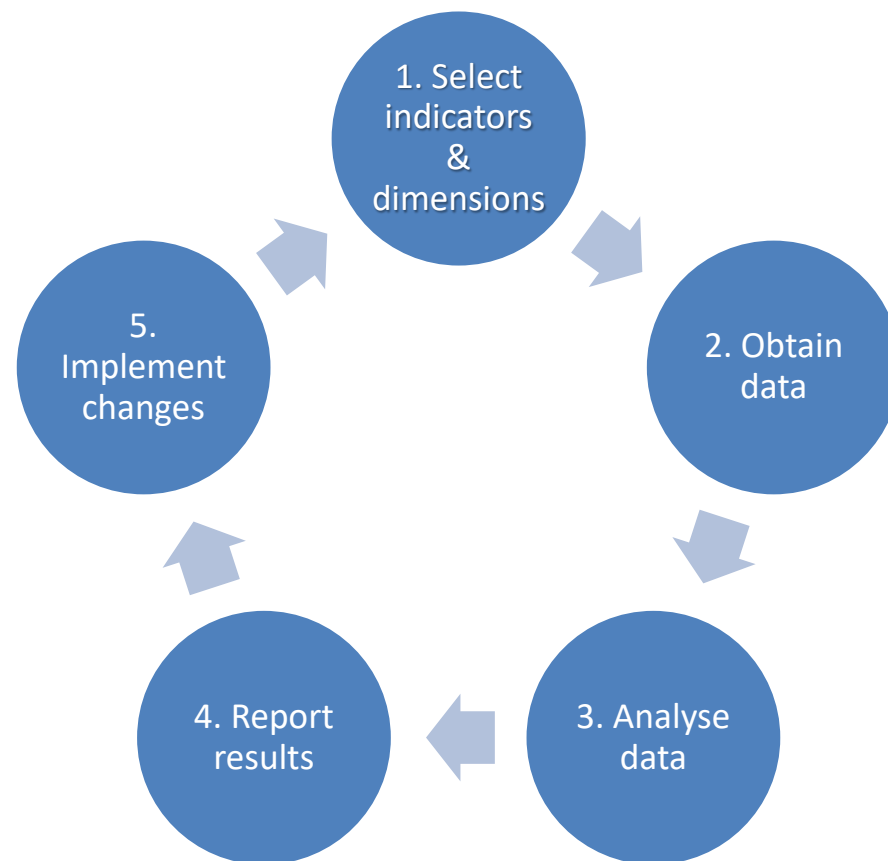 1. Select
indicators
&
dimensions
2. Obtain
data
3. Analyse
data
4. Report
results
5.
Implement
changes